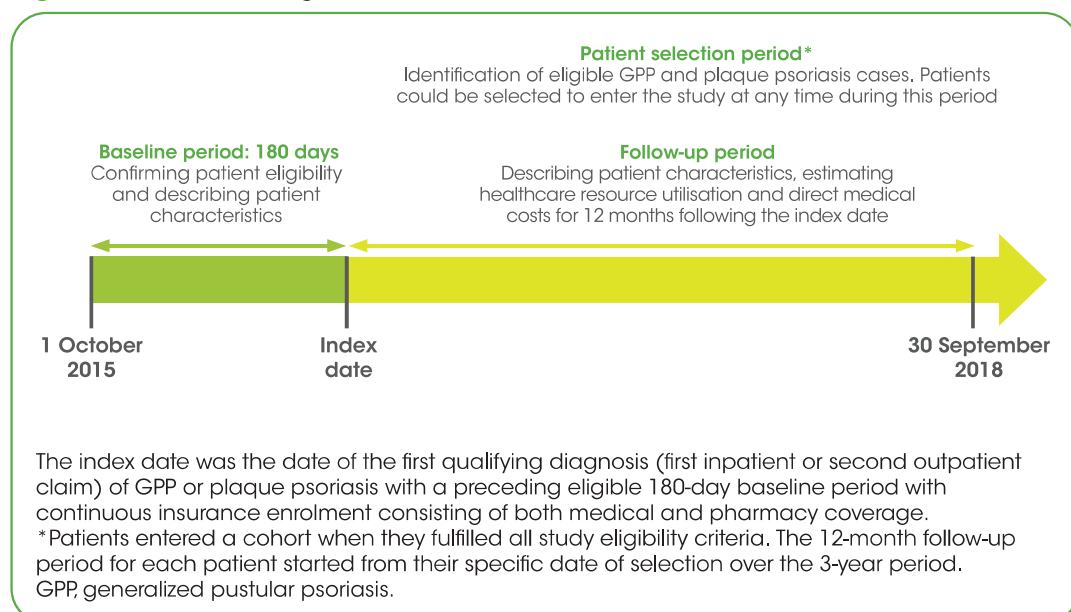 Patient selection period*
Identification of eligible GPP and plaque psoriasis cases. Patients
could be selected to enter the study at any time during this period
Baseline period: 180 days
Confirming patient eligibility
and describing patient
characteristics
Follow-up period
Describing patient characteristics, estimating
healthcare resource utilisation and direct medical
costs for 12 months following the index date
1 October
2015
Index
date
30 September
2018
The index date was the date of the first qualifying diagnosis (first inpatient or second outpatient
claim) of GPP or plaque psoriasis with a preceding eligible 180-day baseline period with
continuous insurance enrolment consisting of both medical and pharmacy coverage.
*Patients entered a cohort when they fulfilled all study eligibility criteria. The 12-month follow-up
period for each patient started from their specific date of selection over the 3-year period.
GPP, generalized pustular psoriasis.